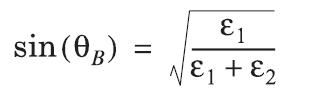 sin(θ_B) = √(ε₁ / (ε₁ + ε₂))